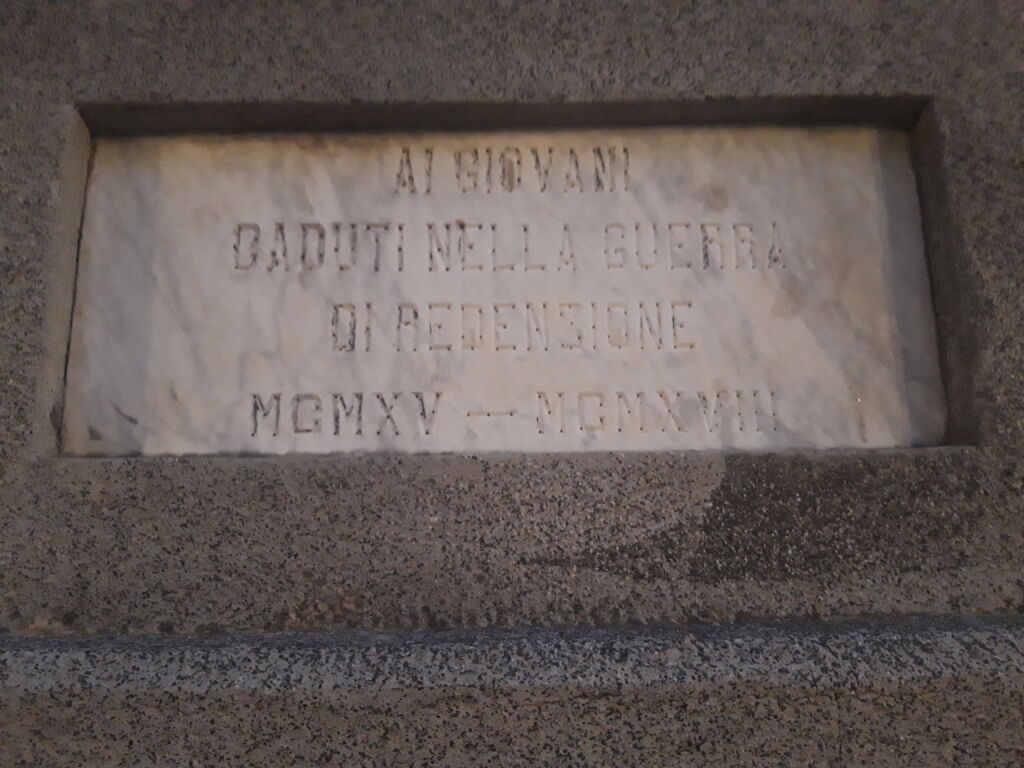 AI GIOVANI
CADUTI NELLA GUERRA
DI REDENZIONE
MCMXV — MCMXVIII